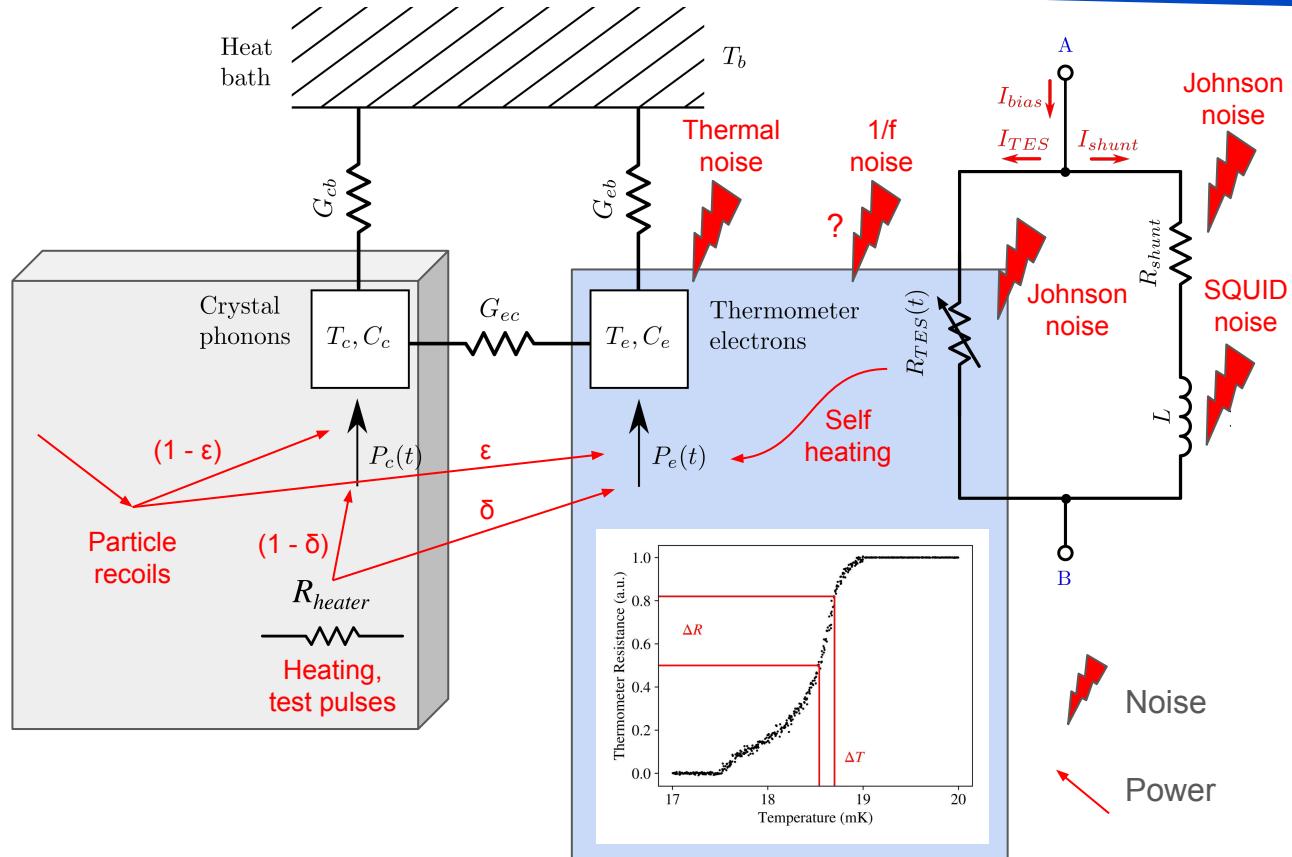 Heat
bath
T_b
A
I_bias
I_TES
I_shunt
Johnson
noise
Thermal
noise
1/f
noise
?
G_cb
G_eb
R_shunt
Crystal
phonons
T_c, C_c
G_ec
T_e, C_e
Thermometer
electrons
R_TES(t)
Johnson
noise
SQUID
noise
L
(1 - ε)
P_c(t)
ε
P_e(t)
Self
heating
δ
Particle
recoils
(1 - δ)
R_heater
Heating,
test pulses
B
Thermometer Resistance (a.u.)
1.0
0.8
0.6
0.4
0.2
0.0
ΔR
ΔT
17
18
19
20
Temperature (mK)
Noise
Power